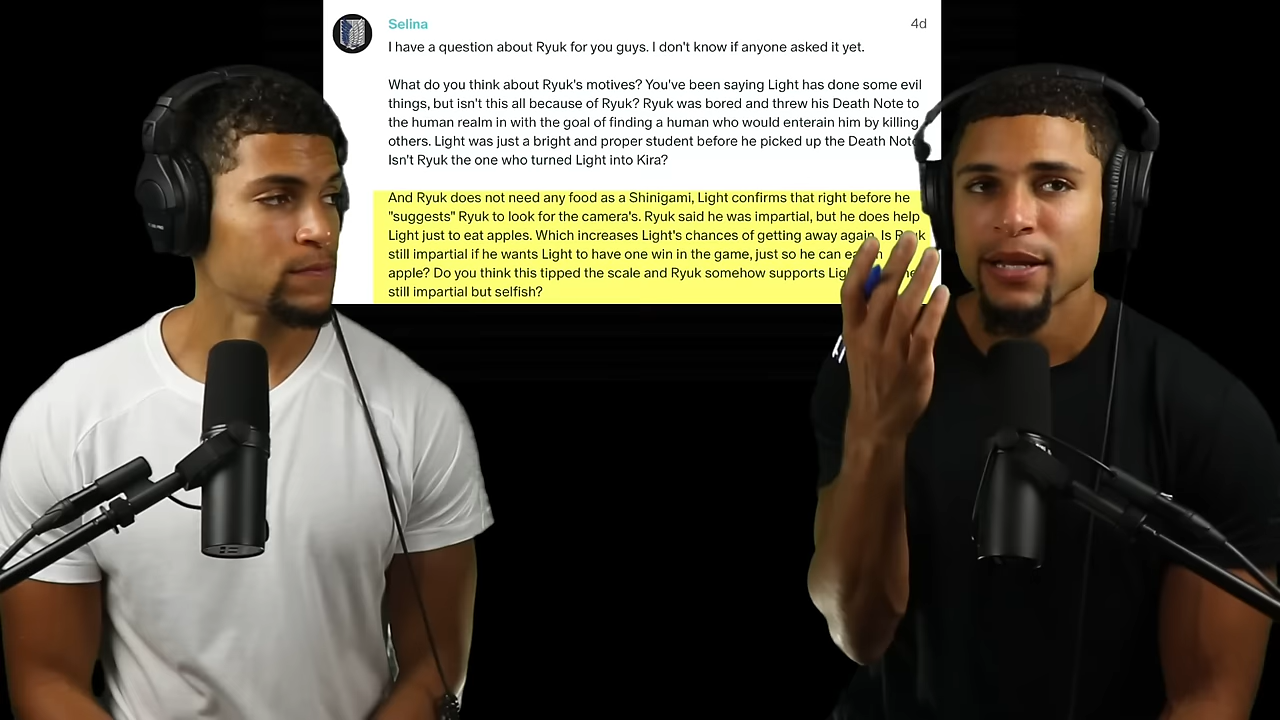 Selina
4d
I have a question about Ryuk for you guys. I don't know if anyone asked it yet.
What do you think about Ryuk's motives? You've been saying Light has done some evil
things, but isn't this all because of Ryuk? Ryuk was bored and threw his Death Note to
the human realm in with the goal of finding a human who would enterain him by killing
others. Light was just a bright and proper student before he picked up the Death Note
Isn't Ryuk the one who turned Light into Kira?
And Ryuk does not need any food as a Shinigami, Light confirms that right before he
"suggests" Ryuk to look for the camera's. Ryuk said he was impartial, but he does help
Light just to eat apples. Which increases Light's chances of getting away again. Is Ryuk
still impartial if he wants Light to have one win in the game, just so he can
apple? Do you think this tipped the scale and Ryuk somehow supports
still impartial but selfish?